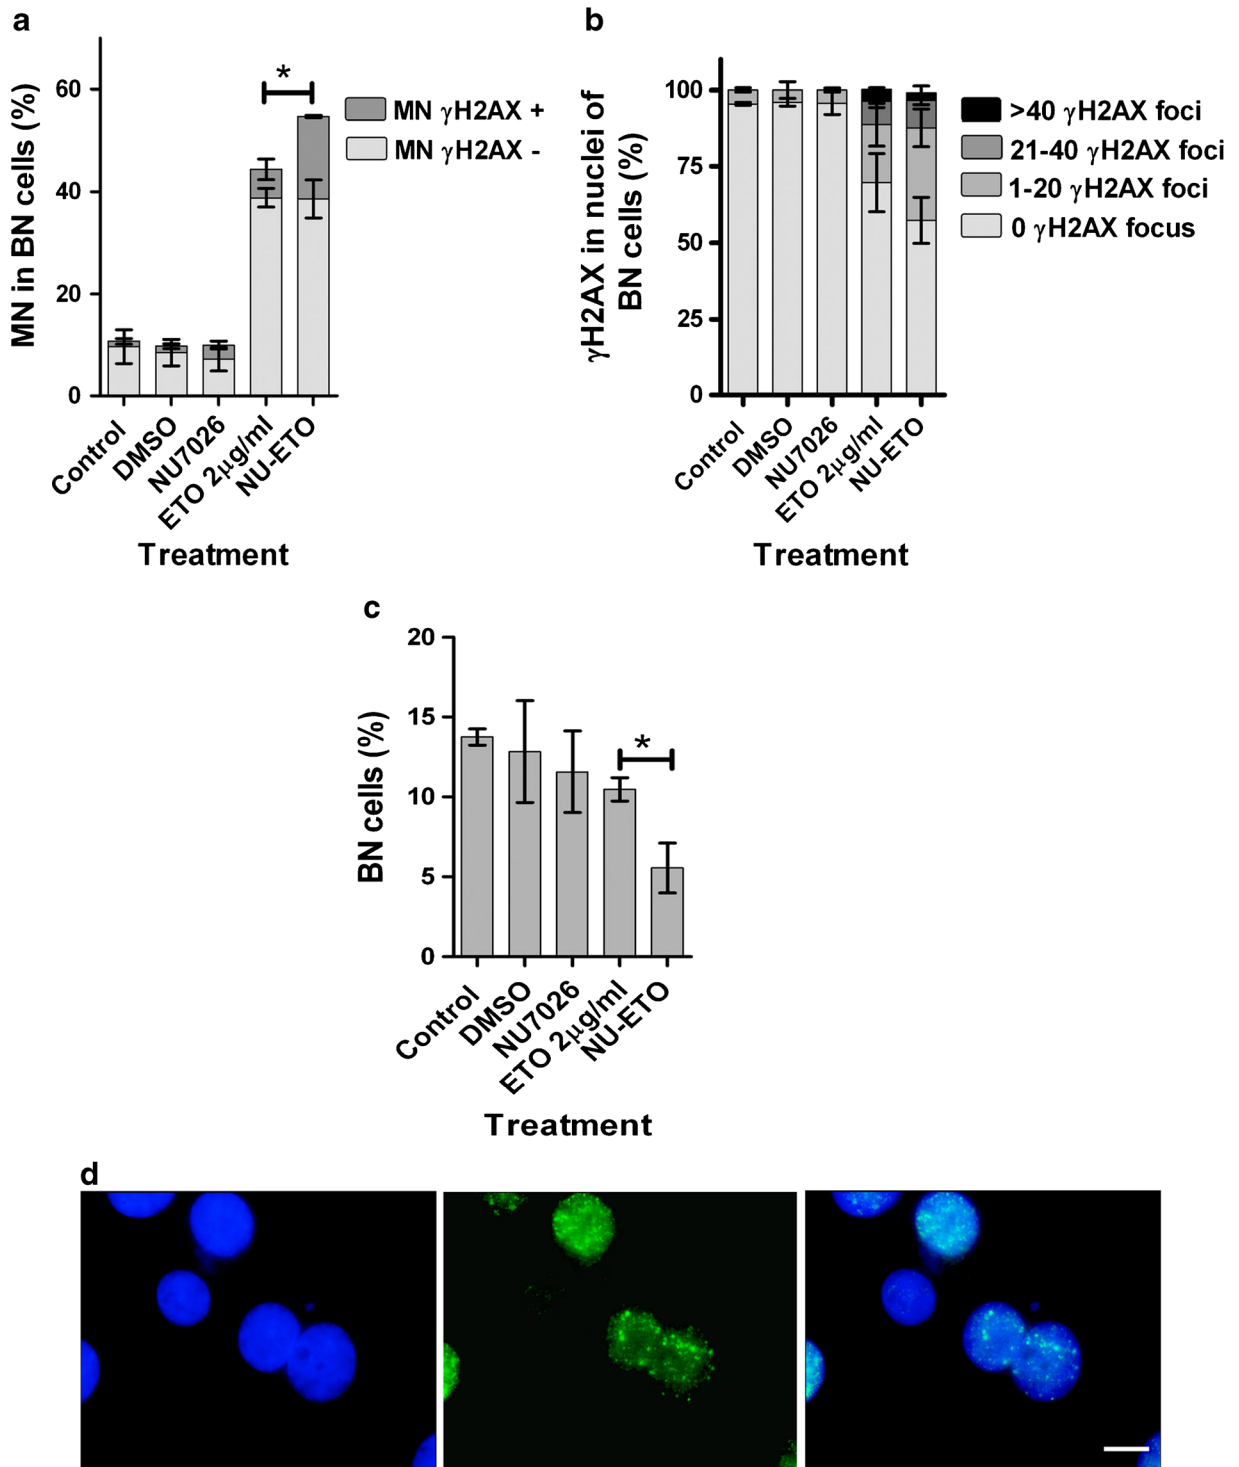 a
MN in BN cells (%)
60
40
20
0
*
MN γH2AX +
MN γH2AX -
Control
DMSO
NU7026
ETO 2µg/ml
NU-ETO
Treatment
b
γH2AX in nuclei of
BN cells (%)
100
75
50
25
0
>40 γH2AX foci
21-40 γH2AX foci
1-20 γH2AX foci
0 γH2AX focus
Control
DMSO
NU7026
ETO 2µg/ml
NU-ETO
Treatment
c
BN cells (%)
20
15
10
5
0
*
Control
DMSO
NU7026
ETO 2µg/ml
NU-ETO
Treatment
d